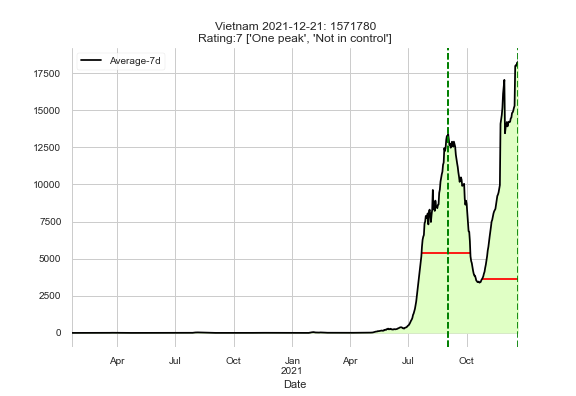 Vietnam 2021-12-21: 1571780
Rating:7 ['One peak', 'Not in control']
Average-7d
17500
15000
12500
10000
7500
5000
2500
0
Apr Jul Oct Jan Apr Jul Oct
2021
Date